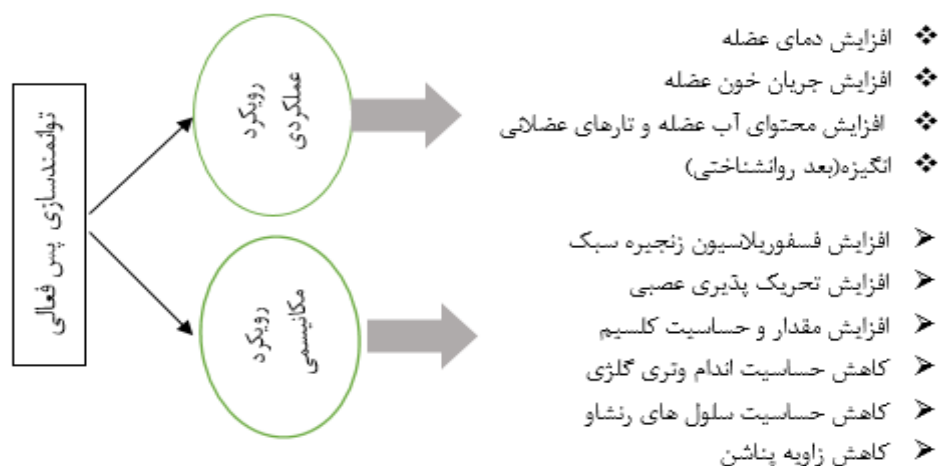 توانمندسازی پس فعالی
رویکرد
عملکردی
❖ افزایش دمای عضله
❖ افزایش جریان خون عضله
❖ افزایش محتوای آب عضله و تارهای عضلانی
❖ انگیزه(بعد روانشناختی)
رویکرد
مکانیسمی
➤ افزایش فسفوریلاسیون زنجیره سبک
➤ افزایش تحریک پذیری عصبی
➤ افزایش مقدار و حساسیت کلسیم
➤ کاهش حساسیت اندام وتری گلژی
➤ کاهش حساسیت سلول های رنشاو
➤ کاهش زاویه پناشن